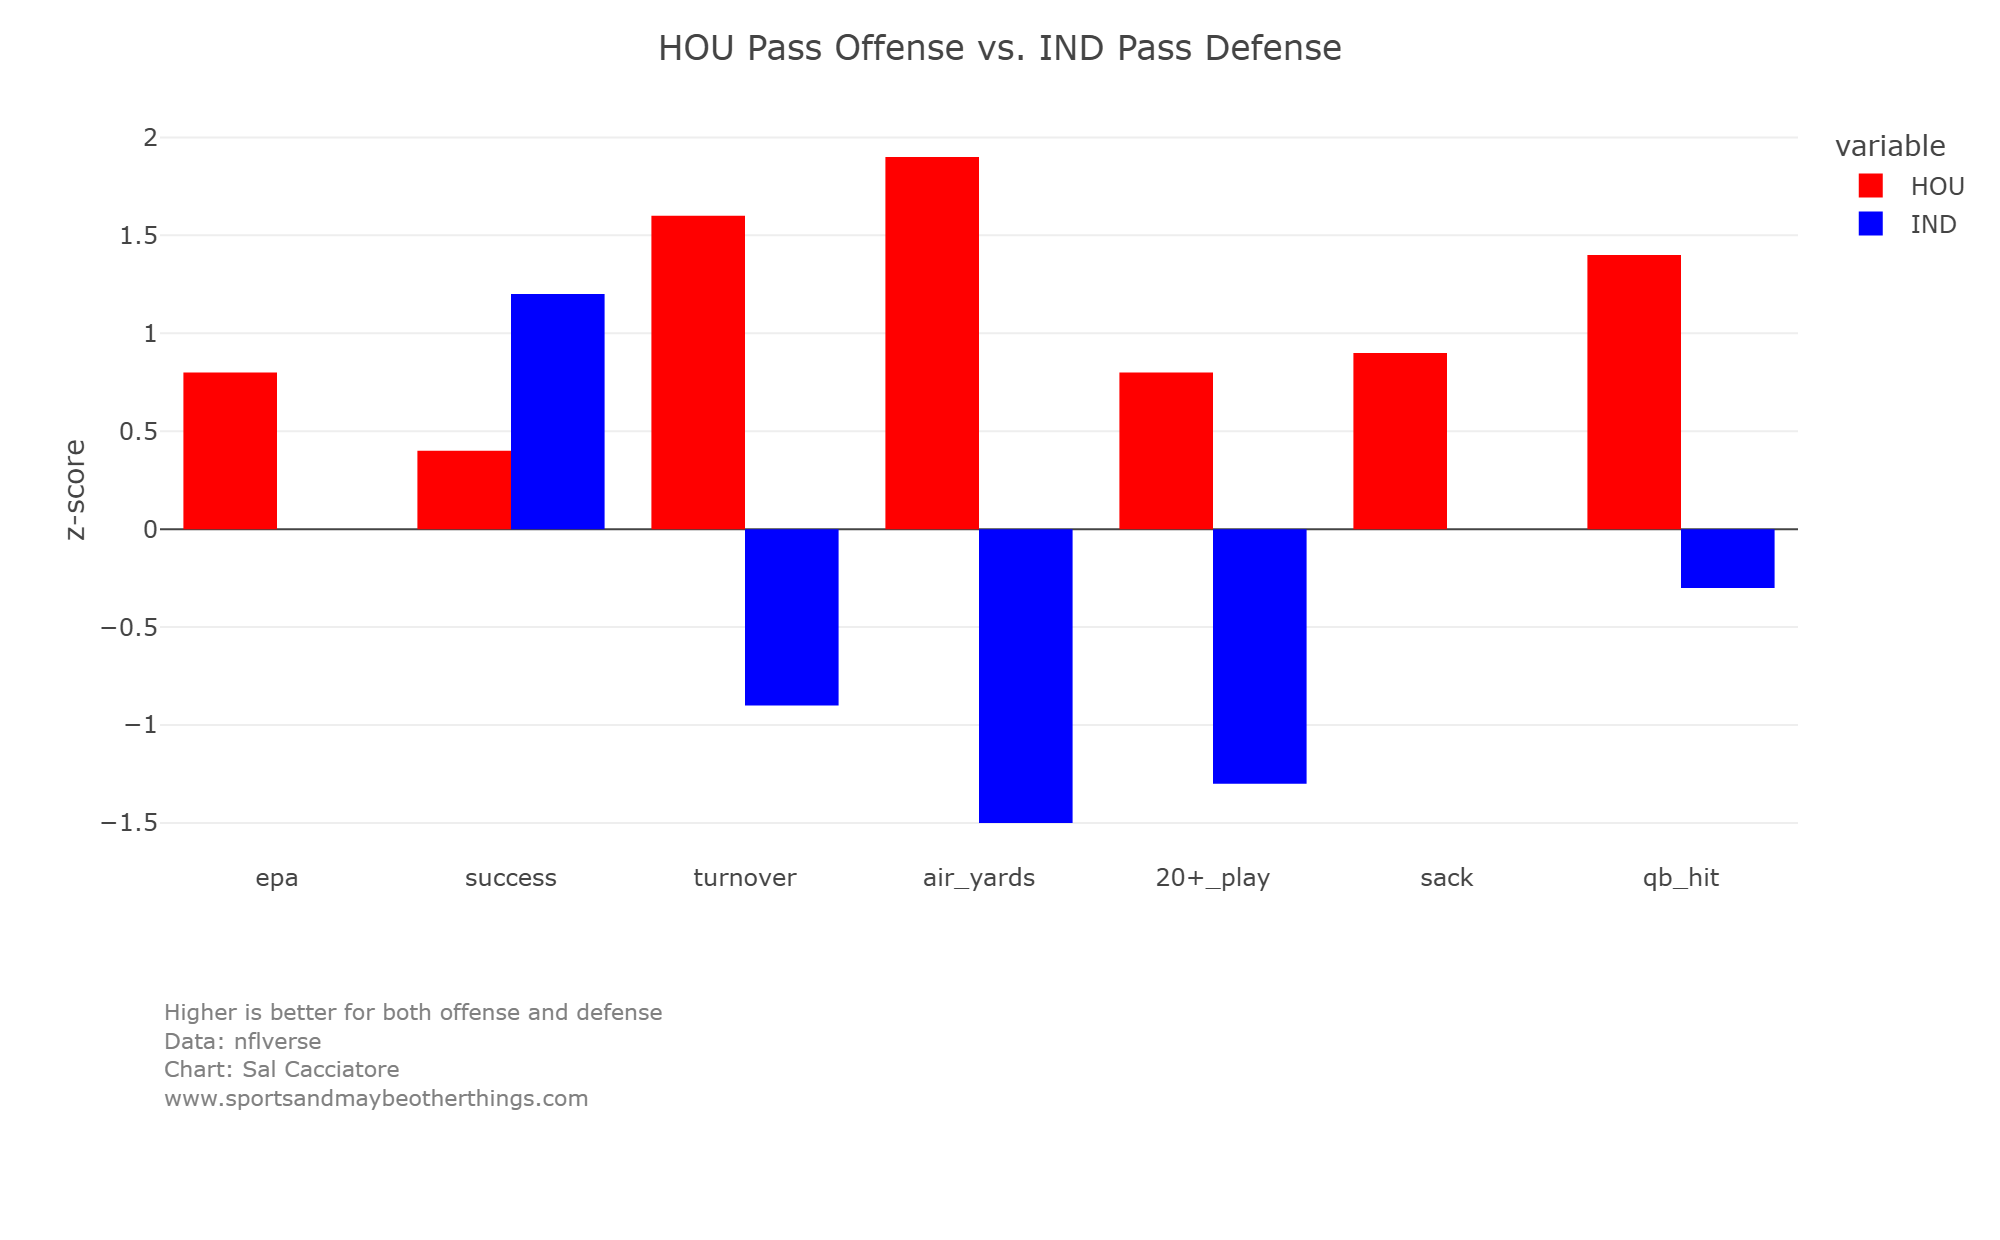 HOU Pass Offense vs. IND Pass Defense
variable
HOU
IND
z-score
2
1.5
1
0.5
0
−0.5
−1
−1.5
epa
success
turnover
air_yards
20+_play
sack
qb_hit
Higher is better for both offense and defense
Data: nflverse
Chart: Sal Cacciatore
www.sportsandmaybeotherthings.com